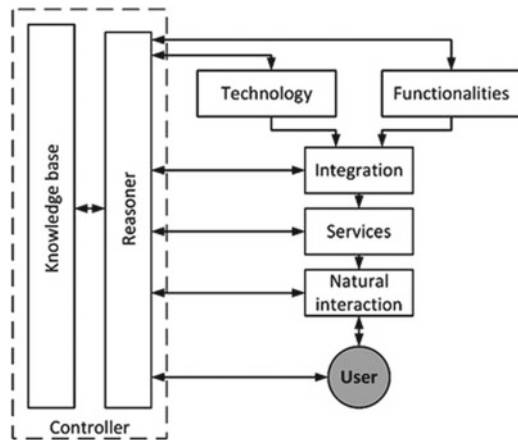 Knowledge base
Reasoner
Technology
Functionalities
Integration
Services
Natural
interaction
User
Controller